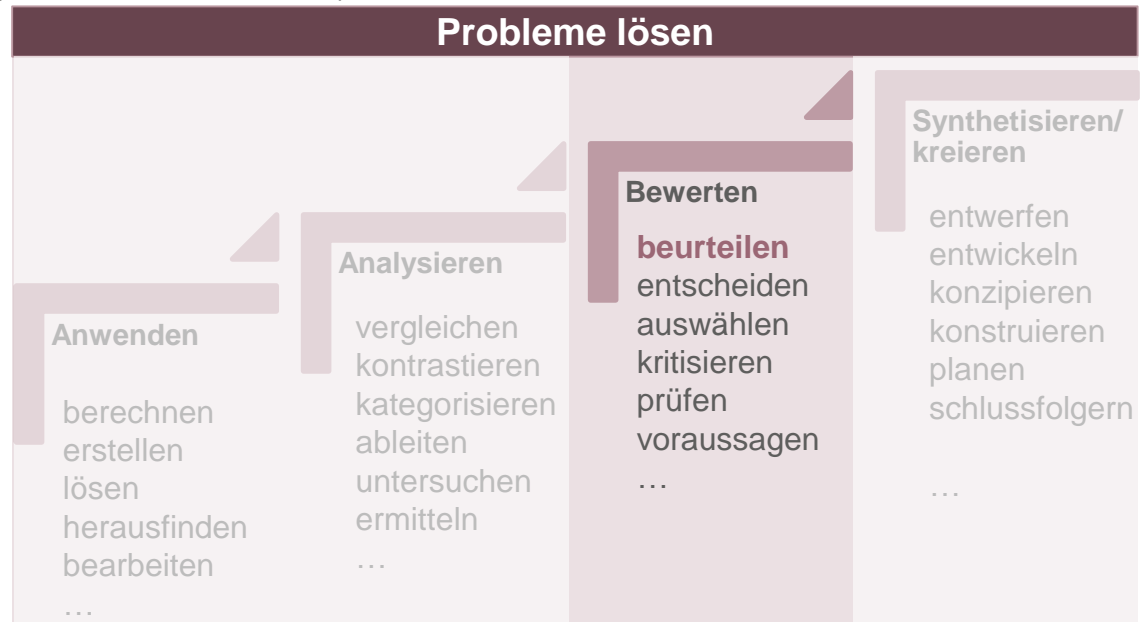 Probleme lösen
Anwenden
berechnen
erstellen
lösen
herausfinden
bearbeiten
…
Analysieren
vergleichen
kontrastieren
kategorisieren
ableiten
untersuchen
ermitteln
…
Bewerten
beurteilen
entscheiden
auswählen
kritisieren
prüfen
voraussagen
…
Synthetisieren/
kreieren
entwerfen
entwickeln
konzipieren
konstruieren
planen
schlussfolgern
…